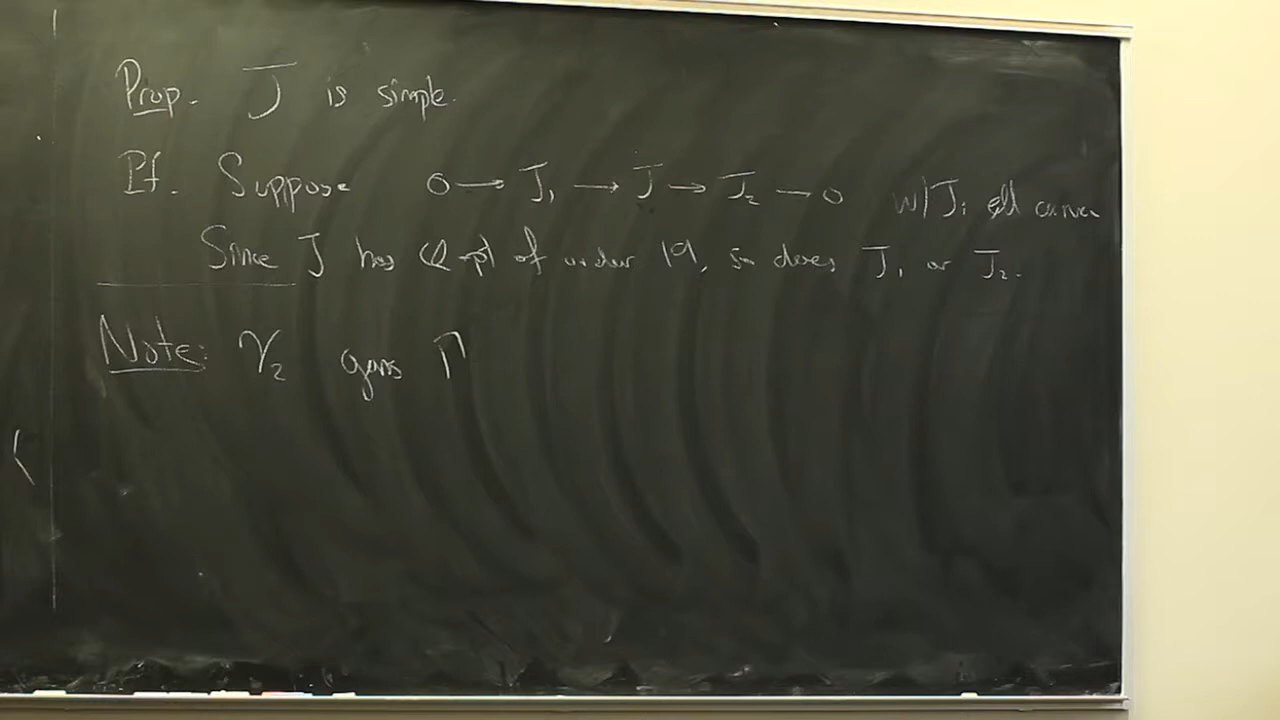 Prop. J is simple.
Pf. Suppose 0 → J₁ → J → J₂ → 0 w/ Jᵢ ell curves
Since J has Q pt of order 19, so does J₁ or J₂.
Note: γ₂ gens Γ